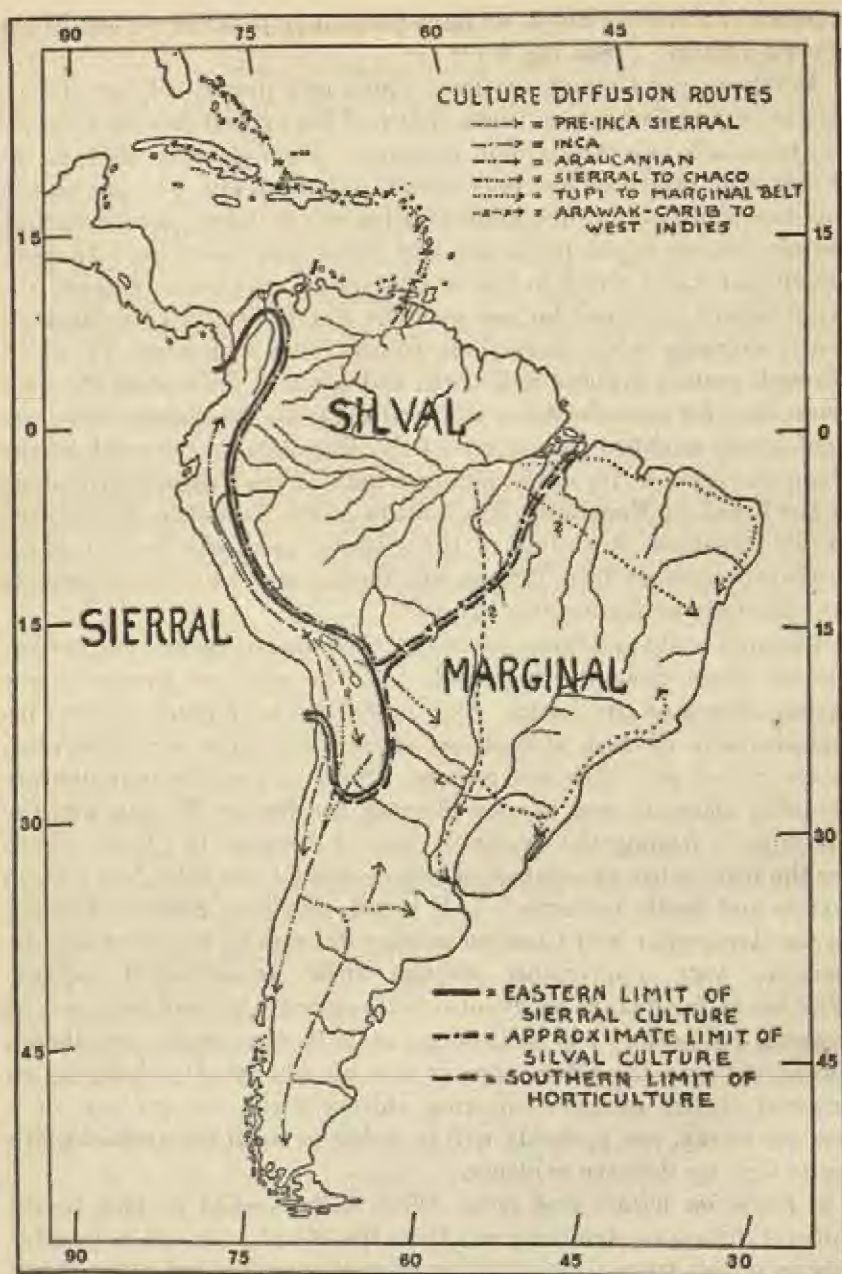 90 75 60 45
CULTURE DIFFUSION ROUTES
= PRE-INCA SIERRAL
= INCA
= ARAUCANIAN
= SIERRAL TO CHACO
= TUPI TO MARGINAL BELT
= ARAWAK-CARIB TO
WEST INDIES
15 15
SILVAL
0 0
?
?
15 SIERRAL 15
MARGINAL
30 30
= EASTERN LIMIT OF
SIERRAL CULTURE
= APPROXIMATE LIMIT OF
SILVAL CULTURE
= SOUTHERN LIMIT OF
HORTICULTURE
45 45
90 75 60 45 30